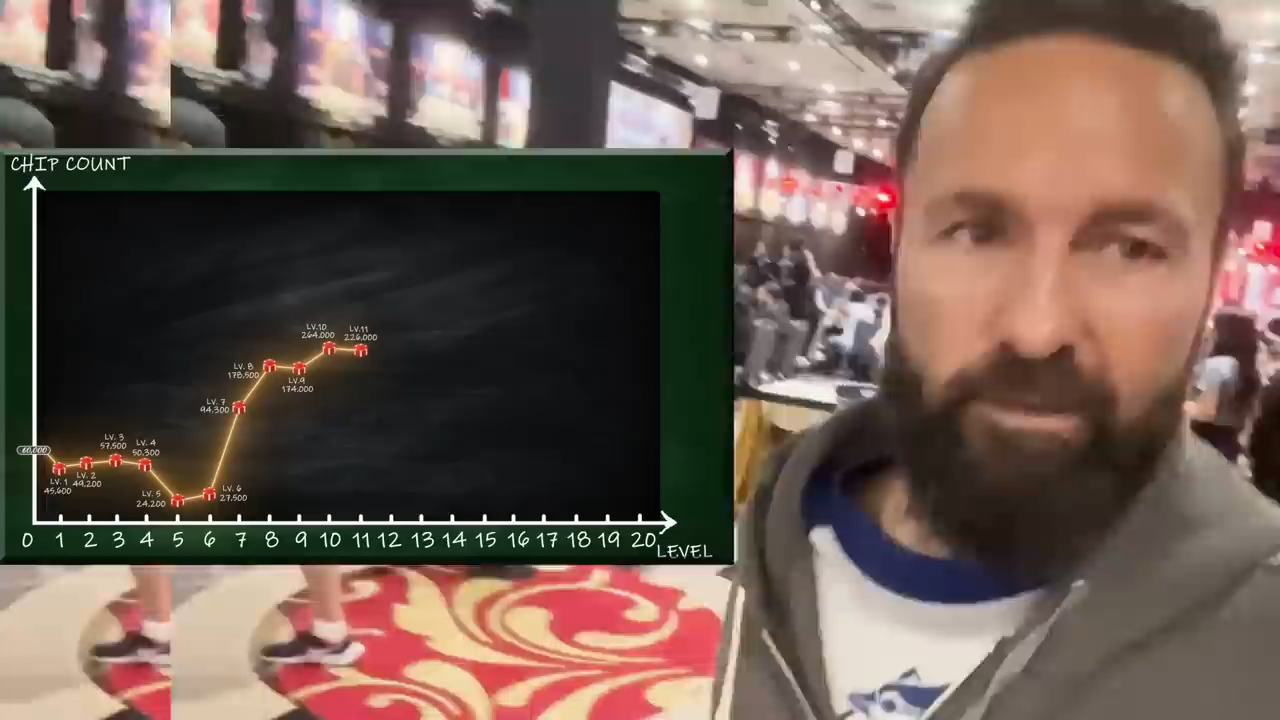 CHIP COUNT
LV.10
264,000
LV.11
226,000
LV. 8
178,500
LV.9
174,000
LV. 7
94,300
60,000
LV. 3
57,500
LV. 4
50,300
LV. 1
45,600
LV. 2
49,200
LV. 5
24,200
LV. 6
27,500
0 1 2 3 4 5 6 7 8 9 10 11 12 13 14 15 16 17 18 19 20
LEVEL